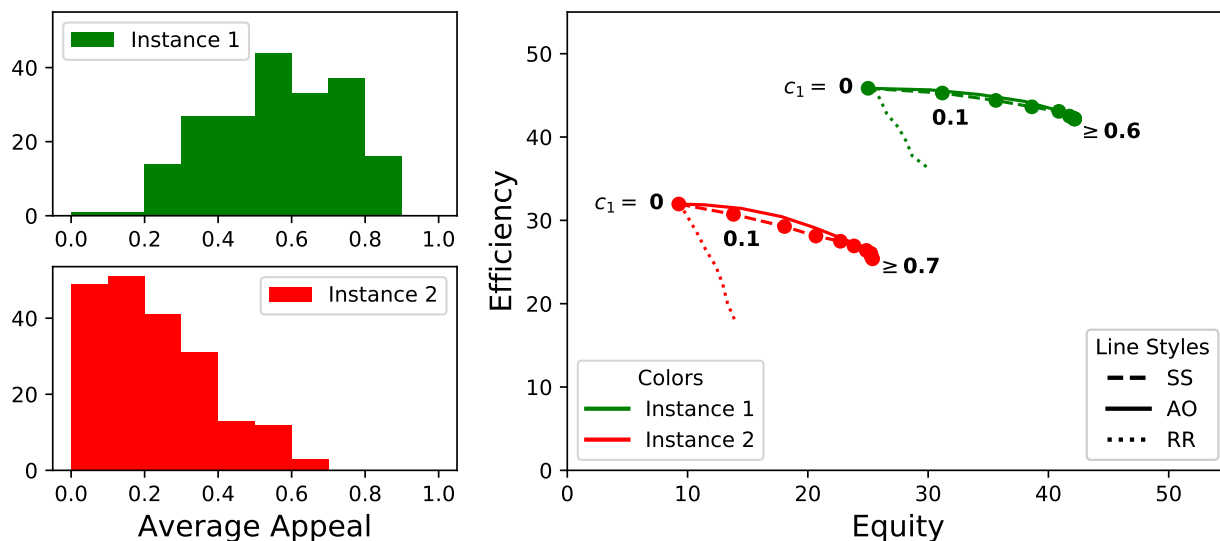 40
20
0
Instance 1
0.0 0.2 0.4 0.6 0.8 1.0
40
20
0
Instance 2
0.0 0.2 0.4 0.6 0.8 1.0
Average Appeal
Efficiency
50
40
30
20
10
0
c₁ = 0
0.1
≥ 0.6
c₁ = 0
0.1
≥ 0.7
Colors
Instance 1
Instance 2
Line Styles
SS
AO
RR
0 10 20 30 40 50
Equity